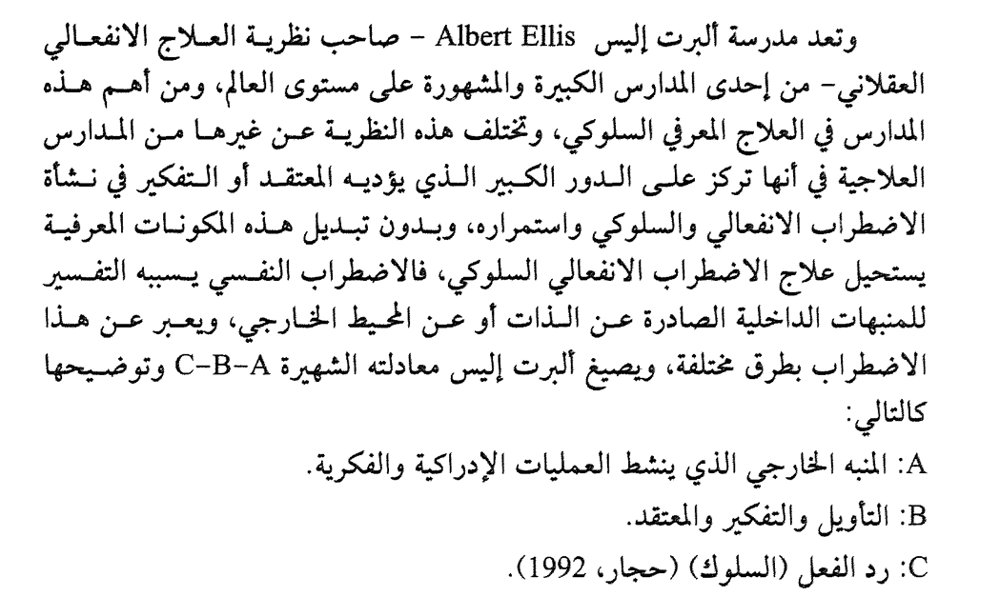 وتعد مدرسة ألبرت إليس Albert Ellis - صاحب نظرية العلاج الانفعالي
العقلاني- من إحدى المدارس الكبيرة والمشهورة على مستوى العالم، ومن أهم هذه
المدارس في العلاج المعرفي السلوكي، وتختلف هذه النظرية عن غيرها من المدارس
العلاجية في أنها تركز على الدور الكبير الذي يؤديه المعتقد أو التفكير في نشأة
الاضطراب الانفعالي والسلوكي واستمراره، وبدون تبديل هذه المكونات المعرفية
يستحيل علاج الاضطراب الانفعالي السلوكي، فالاضطراب النفسي يسببه التفسير
للمنبهات الداخلية الصادرة عن الذات أو عن المحيط الخارجي، ويعبر عن هذا
الاضطراب بطرق مختلفة، ويصيغ ألبرت إليس معادلته الشهيرة C-B-A وتوضيحها
كالتالي:
A: المنبه الخارجي الذي ينشط العمليات الإدراكية والفكرية.
B: التأويل والتفكير والمعتقد.
C: رد الفعل (السلوك) (حجار، 1992).